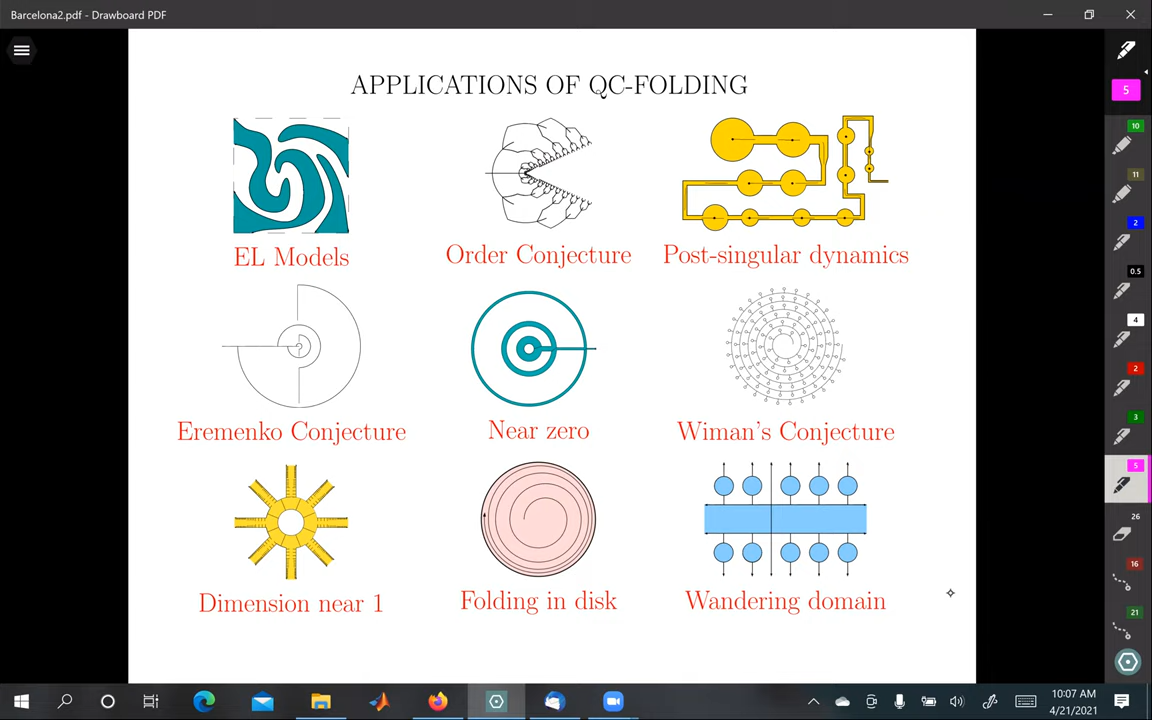 Barcelona2.pdf - Drawboard PDF
APPLICATIONS OF QC-FOLDING
EL Models
Order Conjecture
Post-singular dynamics
Eremenko Conjecture
Near zero
Wiman's Conjecture
Dimension near 1
Folding in disk
Wandering domain
5
10
11
2
0.5
4
2
3
5
26
16
21
10:07 AM
4/21/2021